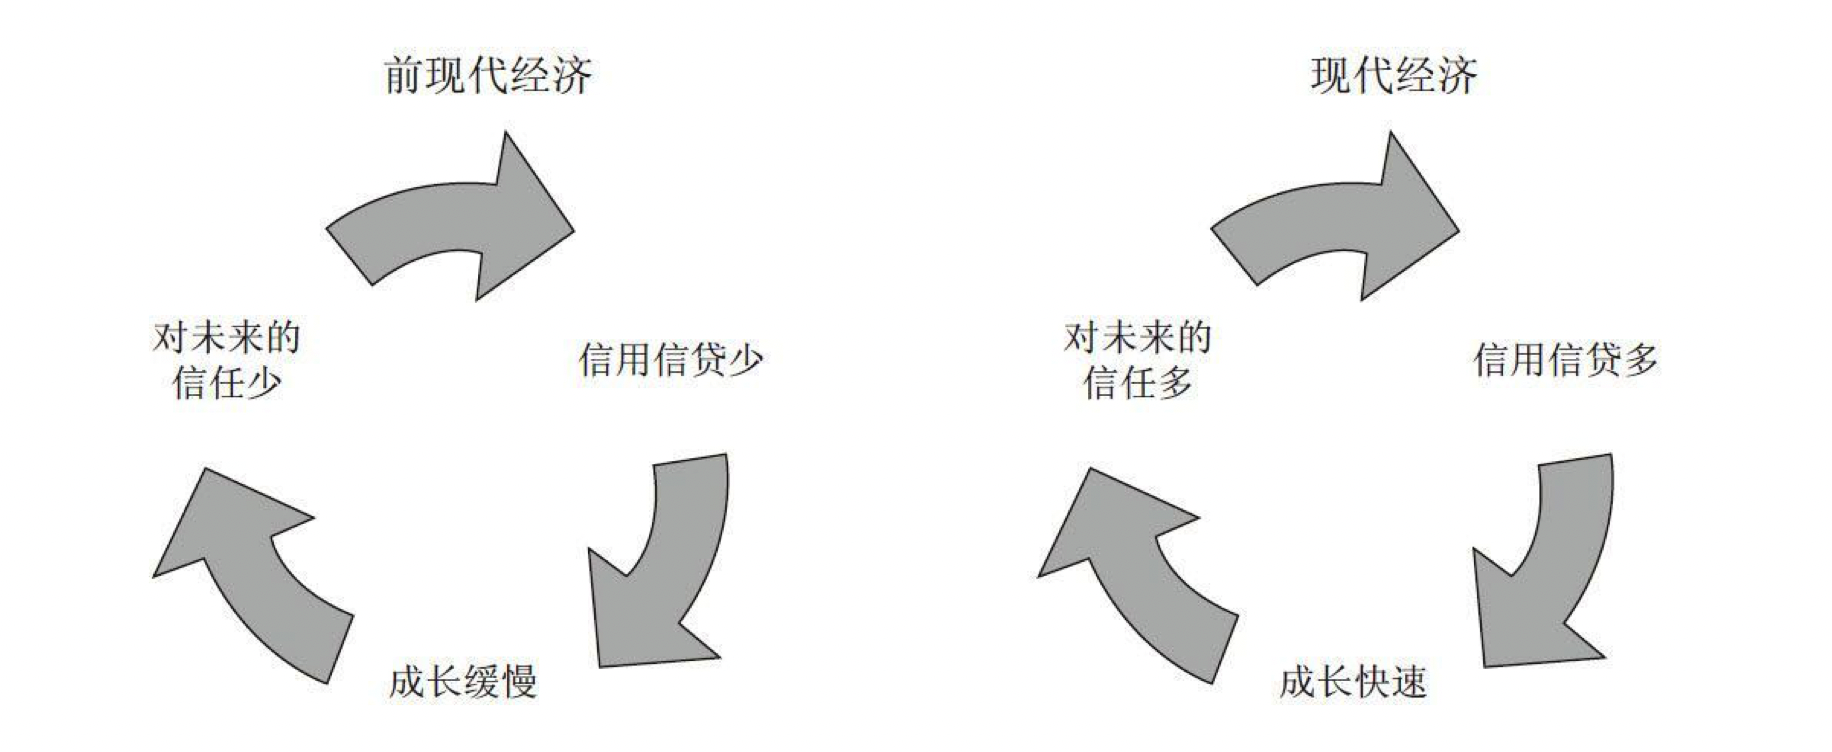 前现代经济
对未来的
信任少
信用信贷少
成长缓慢
现代经济
对未来的
信任多
信用信贷多
成长快速